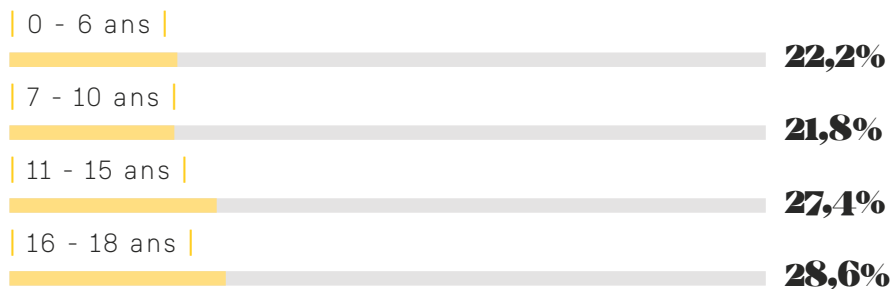 | 0 - 6 ans |
22,2%
| 7 - 10 ans |
21,8%
| 11 - 15 ans |
27,4%
| 16 - 18 ans |
28,6%